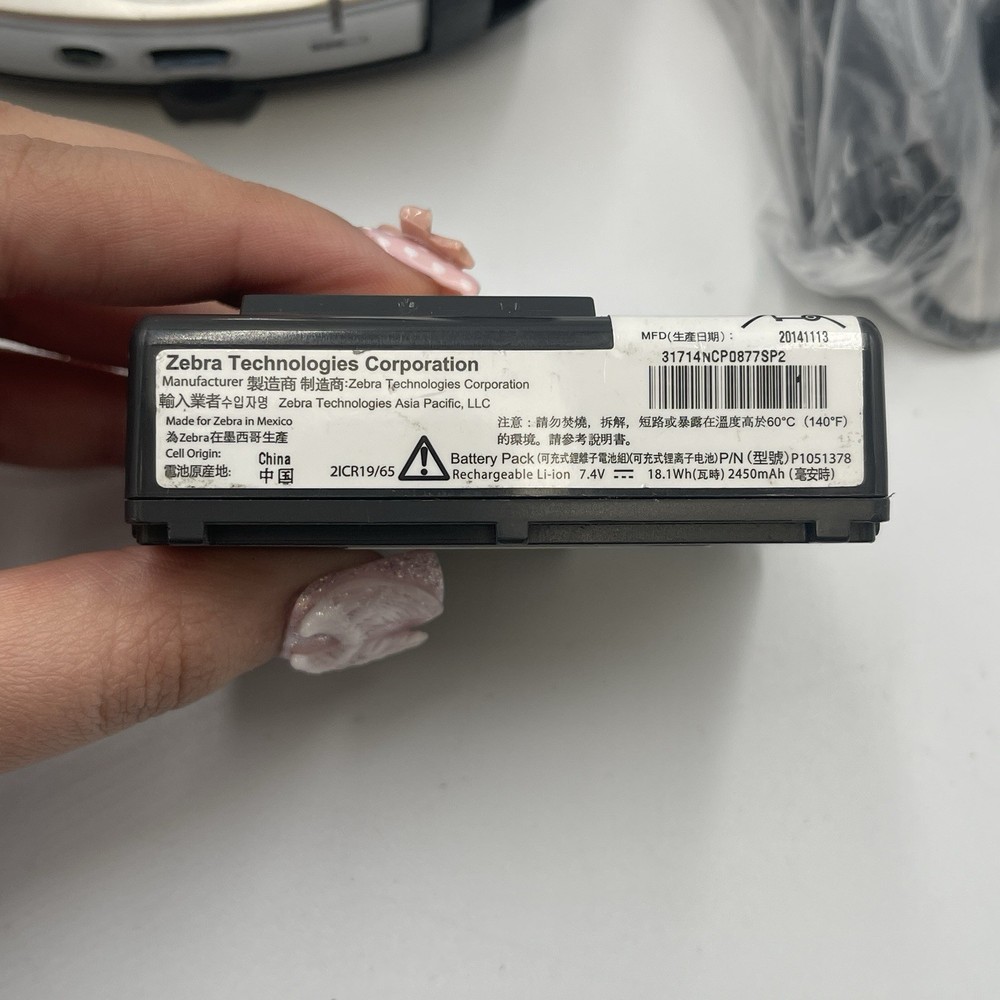 MFD(生產日期): 20141113
31714NCP0877SP2
Zebra Technologies Corporation
Manufacturer 製造商 制造商:Zebra Technologies Corporation
輸入業者수입자명 Zebra Technologies Asia Pacific, LLC
Made for Zebra in Mexico
為Zebra在墨西哥生産
Cell Origin: China
電池原産地: 中国
注意：請勿焚燒，拆解，短路或暴露在溫度高於60°C (140°F)
的環境。請參考說明書。
2ICR19/65
Battery Pack (可充式鋰離子電池組)(可充式锂离子电池)P/N (型號)P1051378
Rechargeable Li-ion 7.4V 18.1Wh(瓦時) 2450mAh (毫安時)